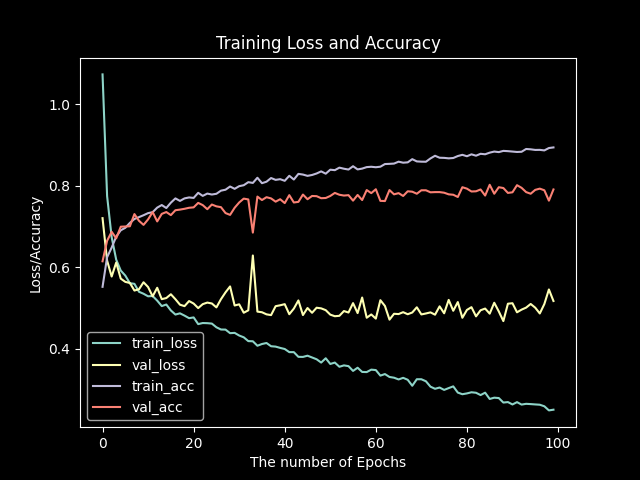 Training Loss and Accuracy
Loss/Accuracy
1.0
0.8
0.6
0.4
train_loss
val_loss
train_acc
val_acc
0 20 40 60 80 100
The number of Epochs